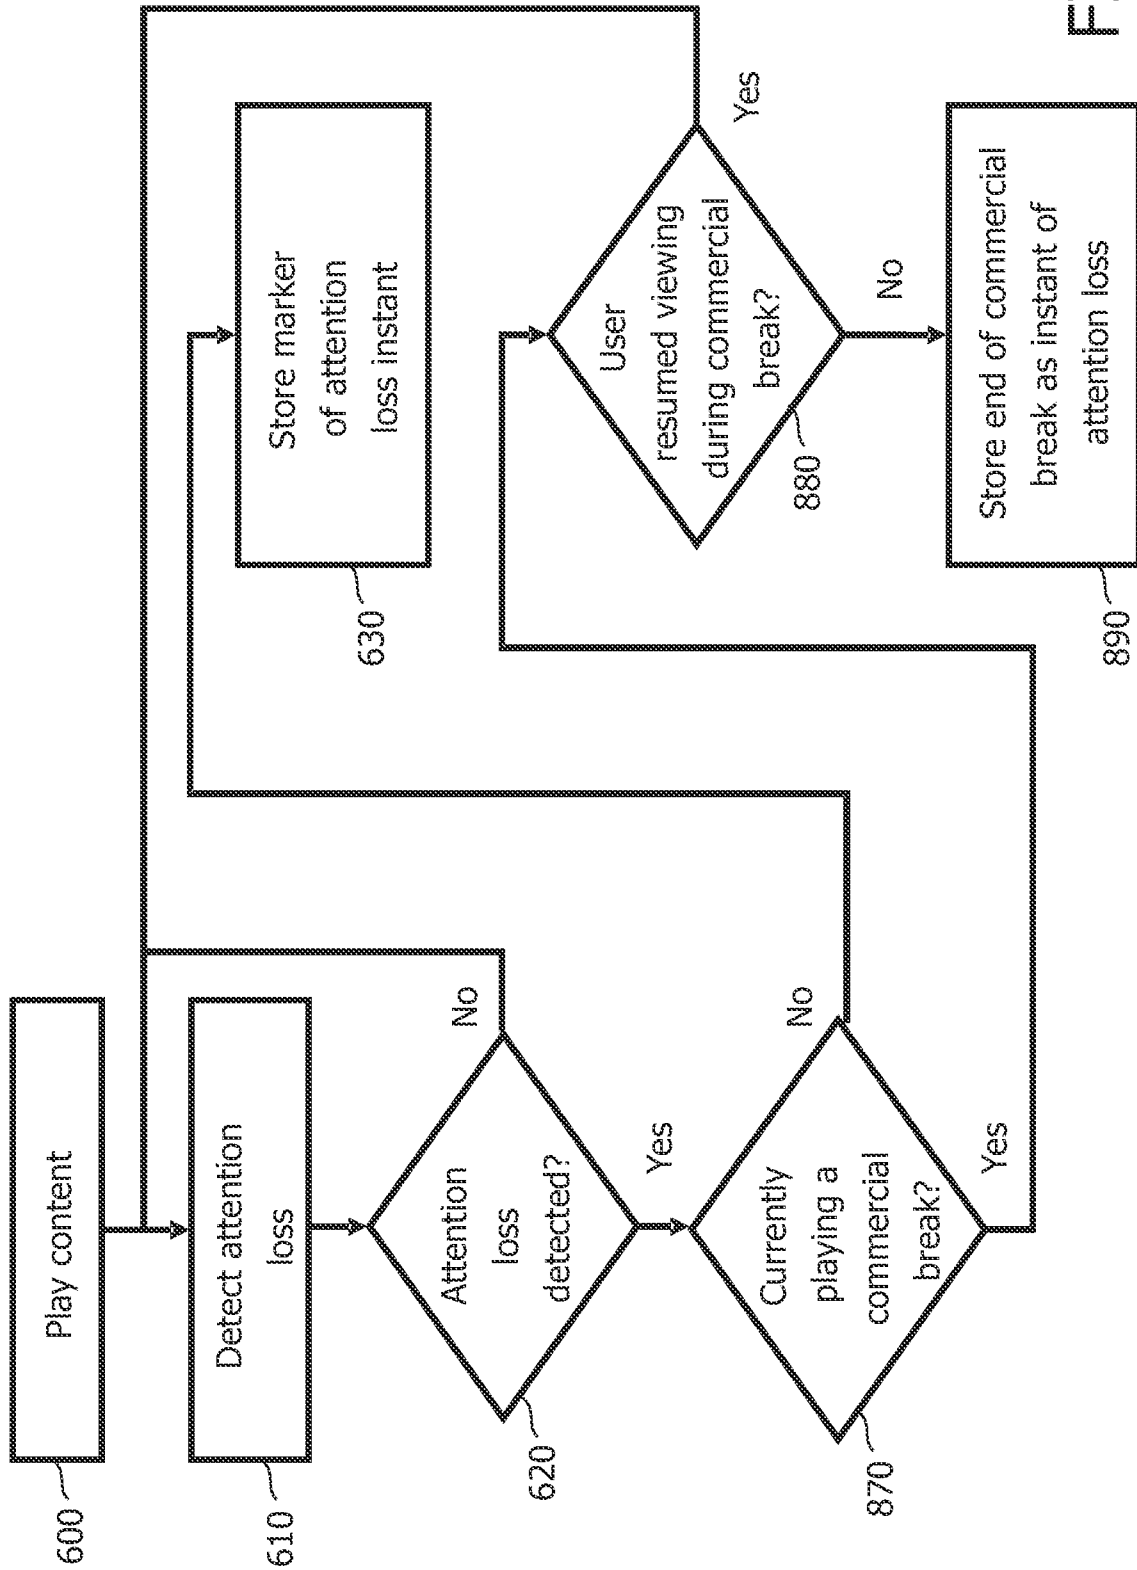 600
Play content
610
Detect attention
loss
620
Attention
loss
detected?
No
Yes
870
Currently
playing a
commercial
break?
No
Yes
630
Store marker
of attention
loss instant
880
User
resumed viewing
during commercial
break?
Yes
No
890
Store end of commercial
break as instant of
attention loss